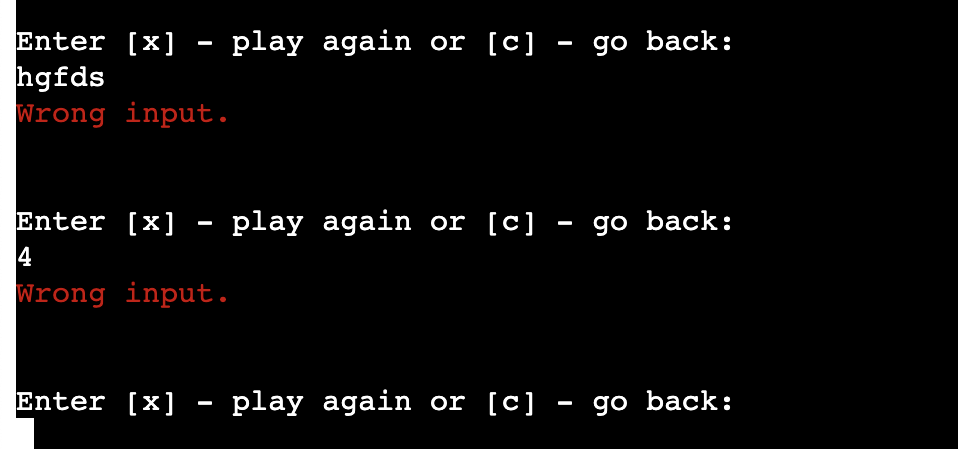 Enter [x] - play again or [c] - go back:
hgfds
Wrong input.
Enter [x] - play again or [c] - go back:
4
Wrong input.
Enter [x] - play again or [c] - go back: